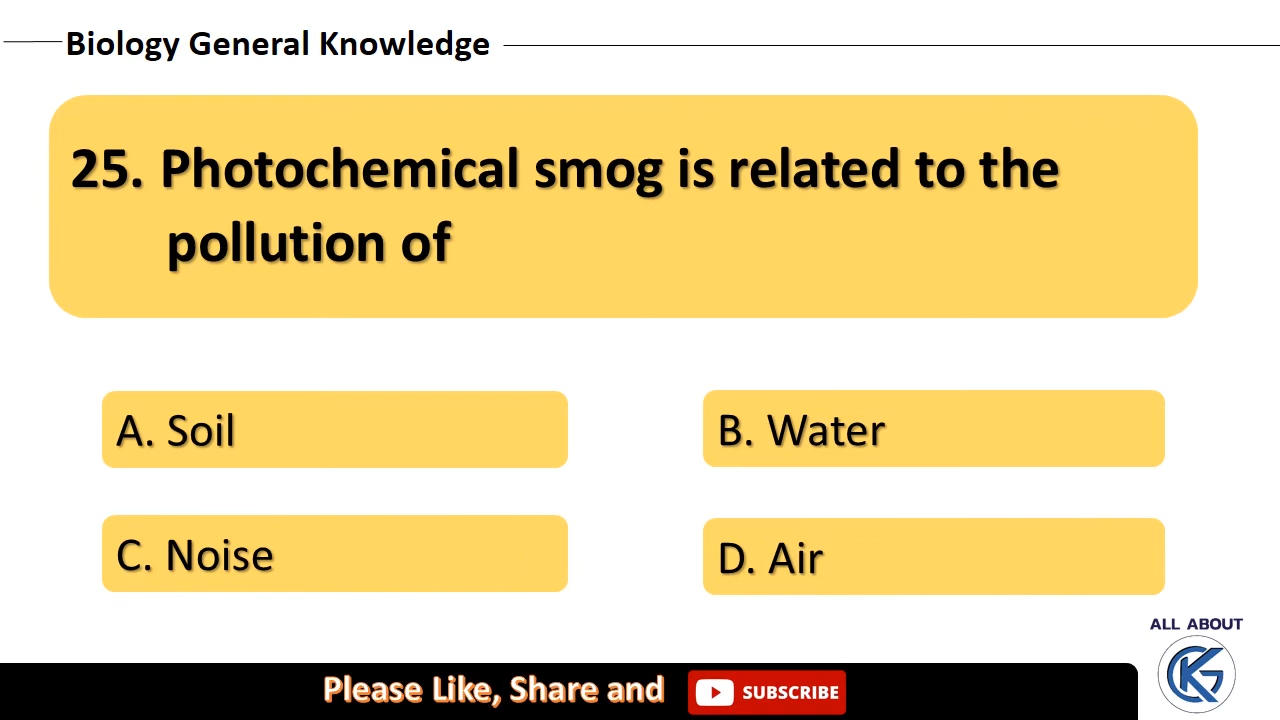 Biology General Knowledge
25. Photochemical smog is related to the
pollution of
A. Soil
B. Water
C. Noise
D. Air
ALL ABOUT
GK
Please Like, Share and
SUBSCRIBE